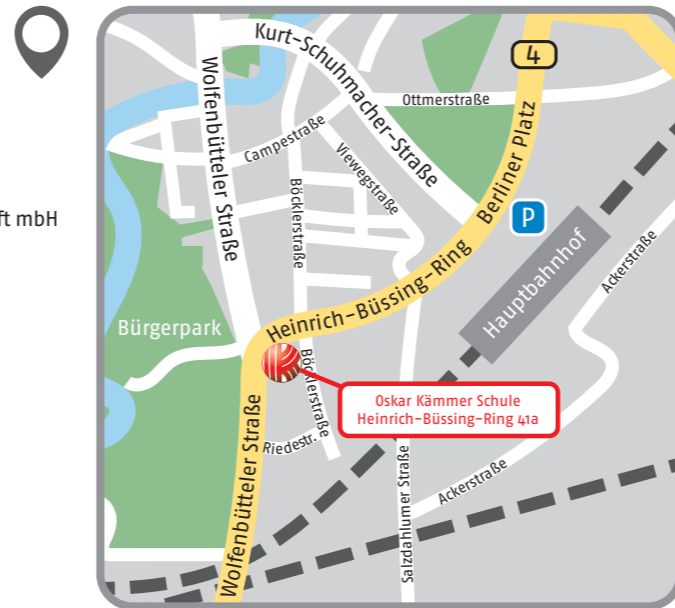 ft mbH
Kurt-Schuhmacher-Straße
4
Ottmerstraße
Wolfenbütteler Straße
Campestraße
Viewegstraße
Böcklerstraße
Berliner Platz
P
Hauptbahnhof
Ackerstraße
Heinrich-Büssing-Ring
Bürgerpark
Böcklerstraße
Oskar Kämmer Schule
Heinrich-Büssing-Ring 41a
Riedestr.
Wolfenbütteler Straße
Salzdahlumer Straße
Ackerstraße